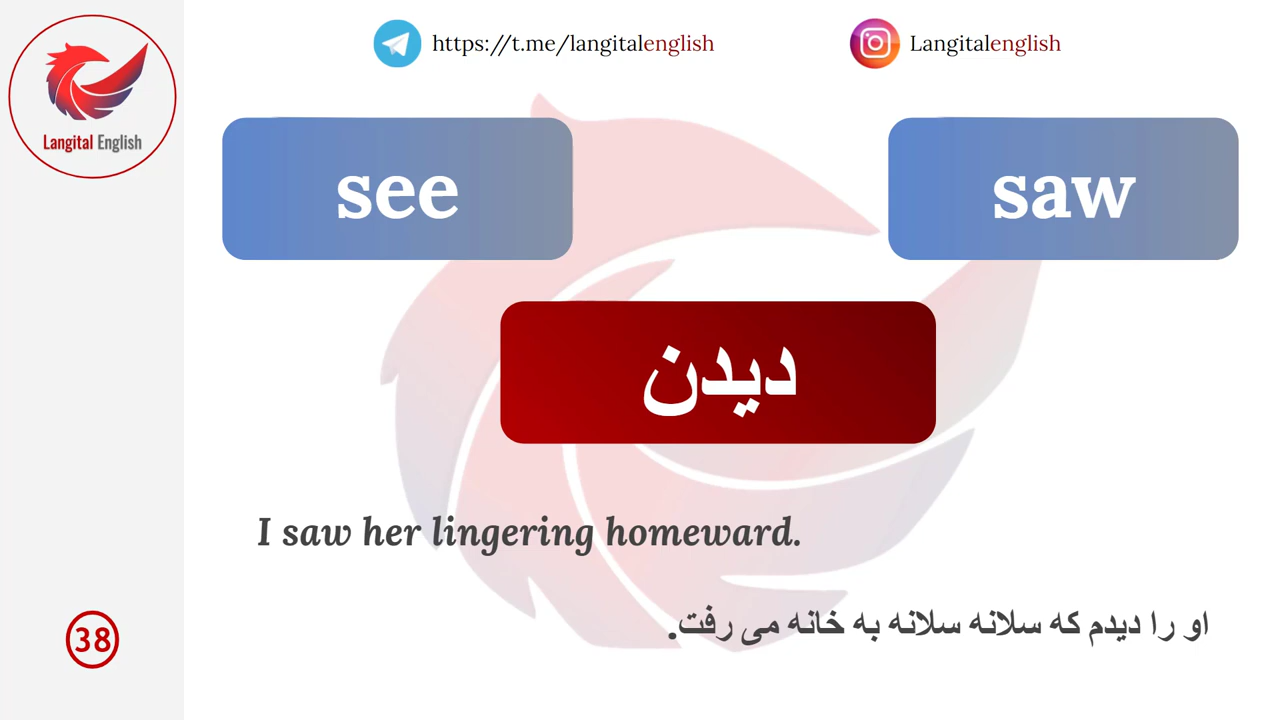 Langital English
https://t.me/langitalenglish
Langitalenglish
see
saw
دیدن
I saw her lingering homeward.
او را دیدم که سلانه سلانه به خانه می رفت.
38